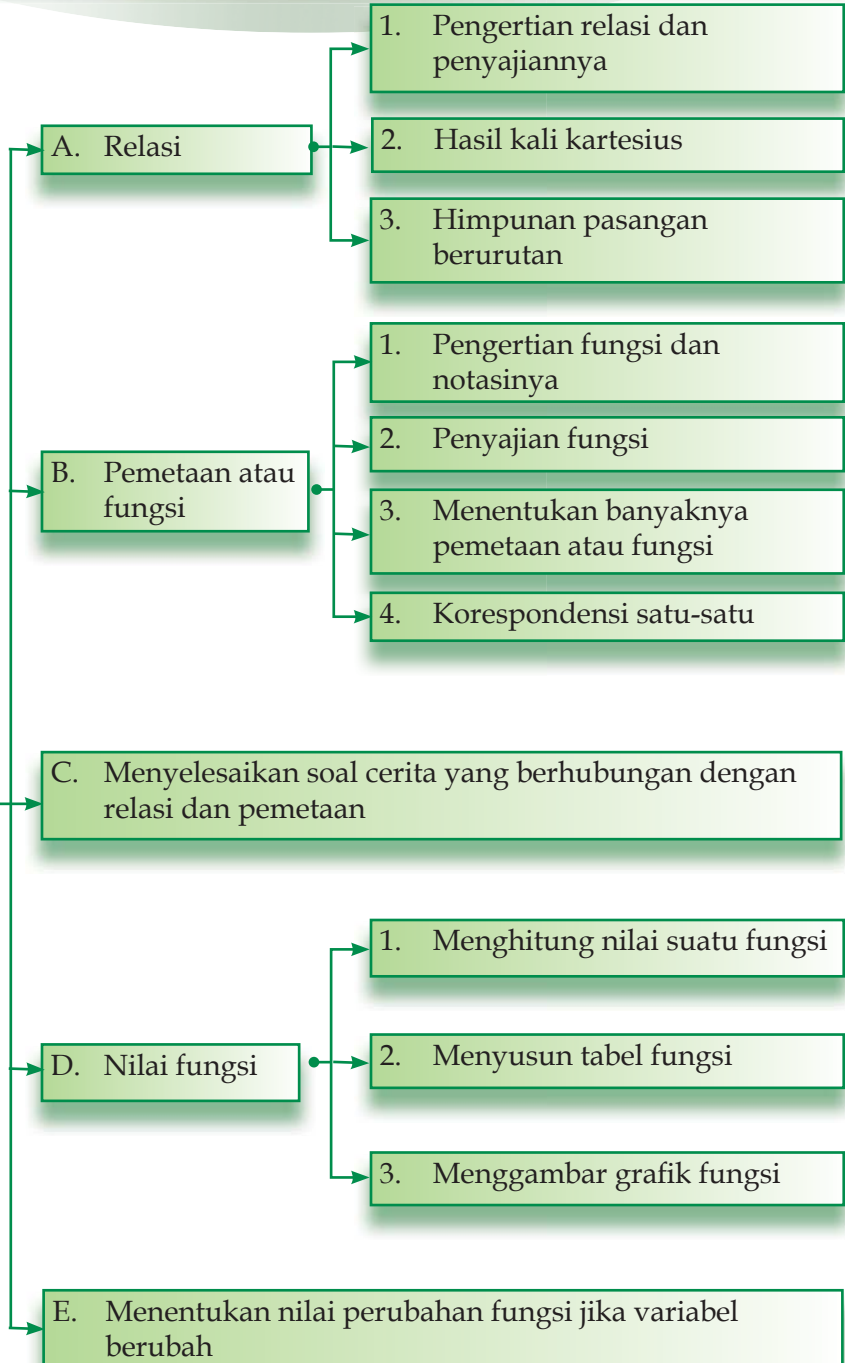 1. Pengertian relasi dan
penyajiannya
A. Relasi
2. Hasil kali kartesius
3. Himpunan pasangan
berurutan
1. Pengertian fungsi dan
notasinya
B. Pemetaan atau
fungsi
2. Penyajian fungsi
3. Menentukan banyaknya
pemetaan atau fungsi
4. Korespondensi satu-satu
C. Menyelesaikan soal cerita yang berhubungan dengan
relasi dan pemetaan
D. Nilai fungsi
1. Menghitung nilai suatu fungsi
2. Menyusun tabel fungsi
3. Menggambar grafik fungsi
E. Menentukan nilai perubahan fungsi jika variabel
berubah